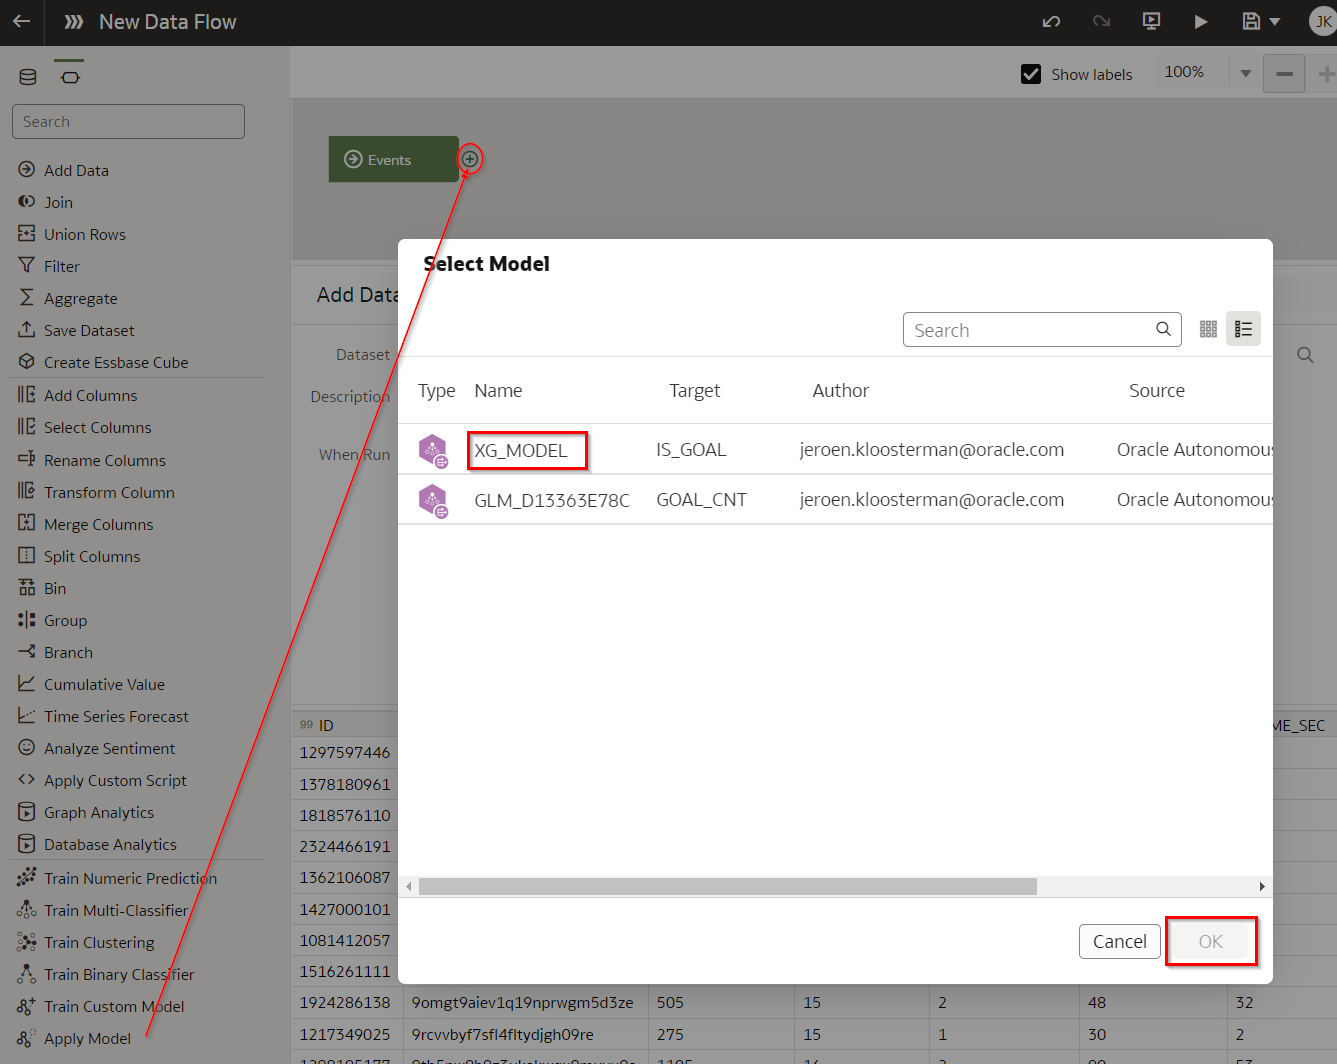 New Data Flow
JK
Show labels
100%
Search
Events
Add Data
Join
Union Rows
Filter
Aggregate
Save Dataset
Create Essbase Cube
Add Columns
Select Columns
Rename Columns
Transform Column
Merge Columns
Split Columns
Bin
Group
Branch
Cumulative Value
Time Series Forecast
Analyze Sentiment
Apply Custom Script
Graph Analytics
Database Analytics
Train Numeric Prediction
Train Multi-Classifier
Train Clustering
Train Binary Classifier
Train Custom Model
Apply Model
Add Data
Dataset
Description
When Run
Select Model
Search
Type Name Target Author Source
XG_MODEL IS_GOAL jeroen.kloosterman@oracle.com Oracle Autonomous
GLM_D13363E78C GOAL_CNT jeroen.kloosterman@oracle.com Oracle Autonomous
Cancel OK
99 ID ME_SEC
1297597446
1378180961
1818576110
2324466191
1362106087
1427000101
1081412057
1516261111
1924286138 9omgt9aiev1q19nprwgm5d3ze 505 15 2 48 32
1217349025 9rcvvbyf7sfl4fltydjgh09re 275 15 1 30 2